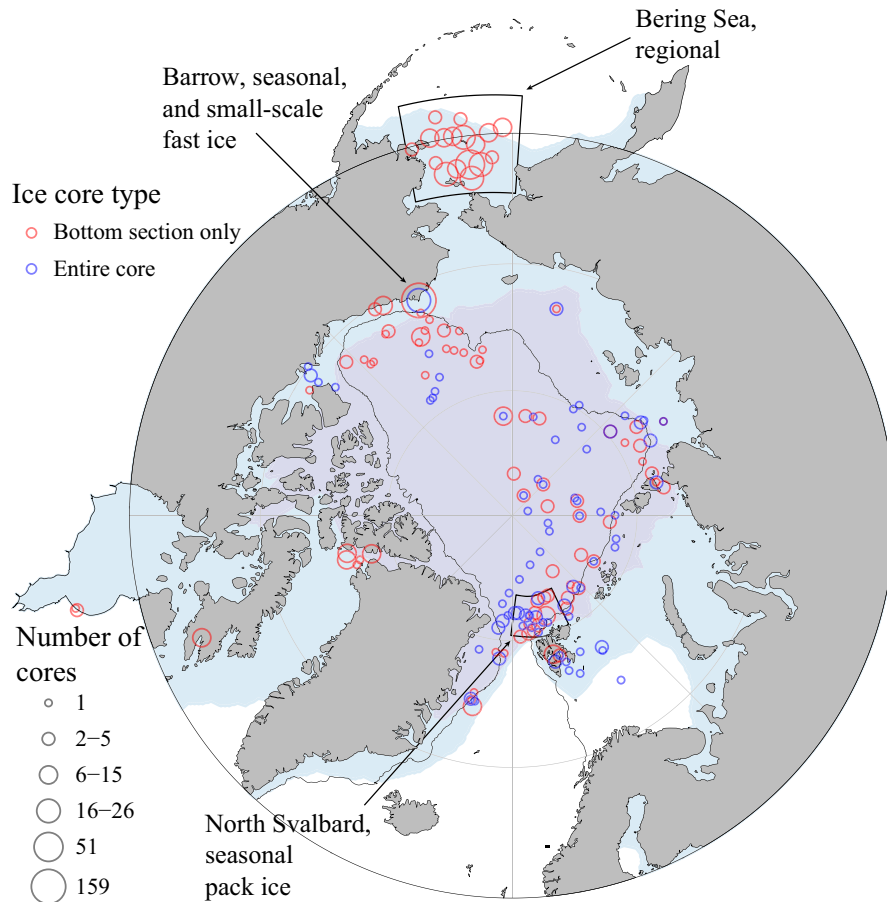 Bering Sea,
regional
Barrow, seasonal,
and small-scale
fast ice
Ice core type
Bottom section only
Entire core
Number of
cores
1
2−5
6−15
16−26
51
159
North Svalbard,
seasonal
pack ice